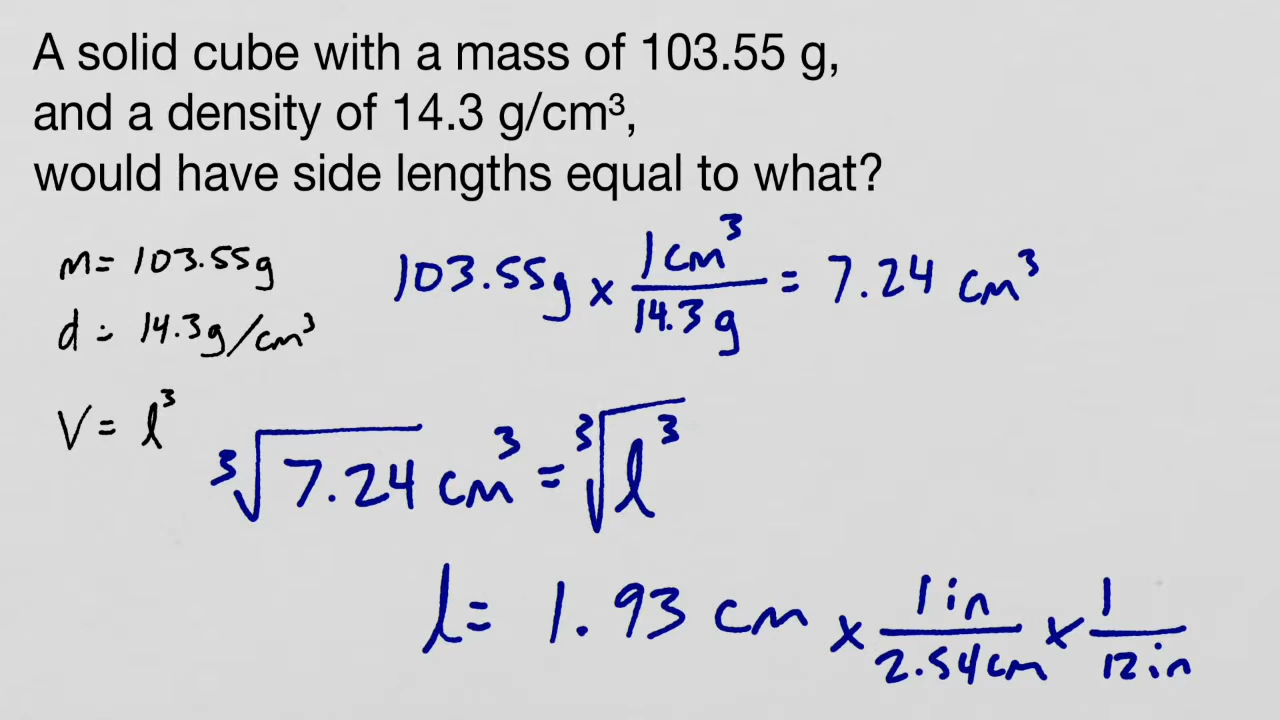 A solid cube with a mass of 103.55 g,
and a density of 14.3 g/cm³,
would have side lengths equal to what?
m = 103.55g
103.55g × 1cm³/14.3g = 7.24 cm³
d = 14.3g/cm³
V = l³
∛7.24 cm³ = ∛l³
l = 1.93 cm × 1in/2.54cm × 1/12in